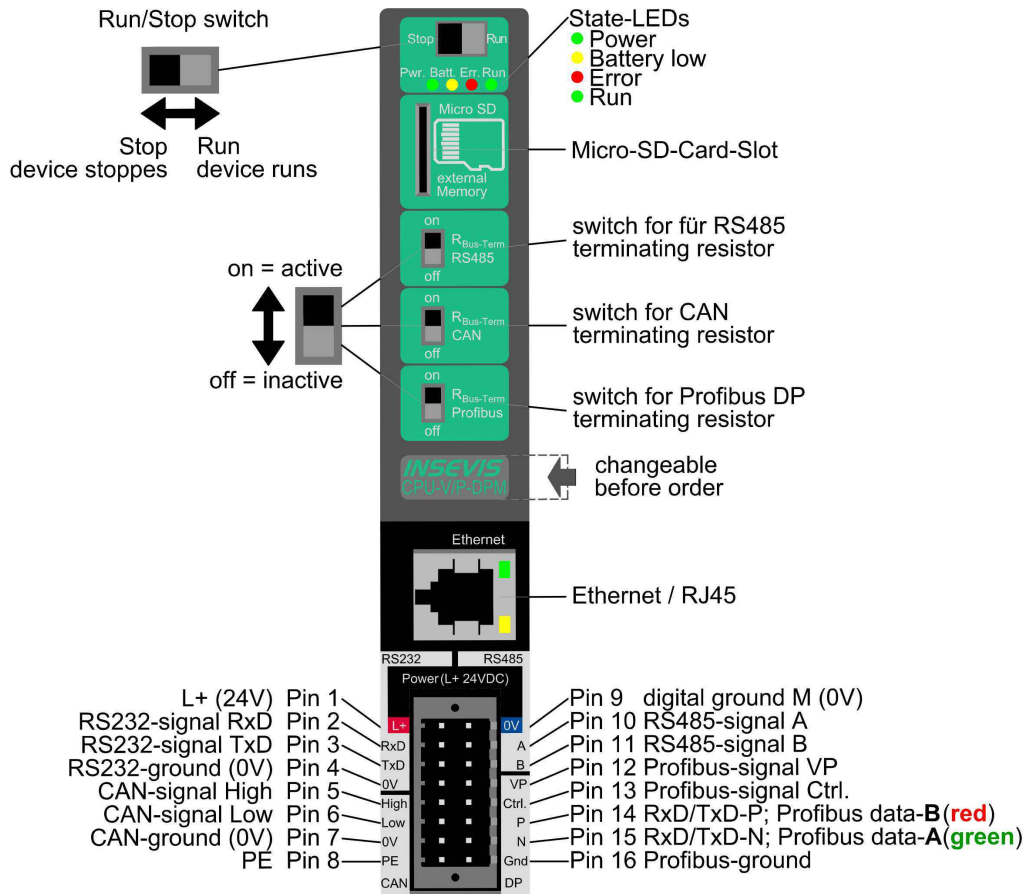 Run/Stop switch
Stop
device stoppes
Run
device runs
on = active
off = inactive
Stop Run
Pwr. Batt. Err. Run
Micro SD
external
Memory
on
RBus-Term
RS485
off
on
RBus-Term
CAN
off
on
RBus-Term
Profibus
off
INSEVIS
CPU-V/P-DPM
Ethernet
RS232 RS485
Power (L+ 24VDC)
L+ 0V
RxD A
TxD B
0V VP
High Ctrl.
Low P
0V N
PE Gnd
CAN DP
State-LEDs
Power
Battery low
Error
Run
Micro-SD-Card-Slot
switch for für RS485
terminating resistor
switch for CAN
terminating resistor
switch for Profibus DP
terminating resistor
changeable
before order
Ethernet / RJ45
L+ (24V) Pin 1
RS232-signal RxD Pin 2
RS232-signal TxD Pin 3
RS232-ground (0V) Pin 4
CAN-signal High Pin 5
CAN-signal Low Pin 6
CAN-ground (0V) Pin 7
PE Pin 8
Pin 9 digital ground M (0V)
Pin 10 RS485-signal A
Pin 11 RS485-signal B
Pin 12 Profibus-signal VP
Pin 13 Profibus-signal Ctrl.
Pin 14 RxD/TxD-P; Profibus data-B(red)
Pin 15 RxD/TxD-N; Profibus data-A(green)
Pin 16 Profibus-ground